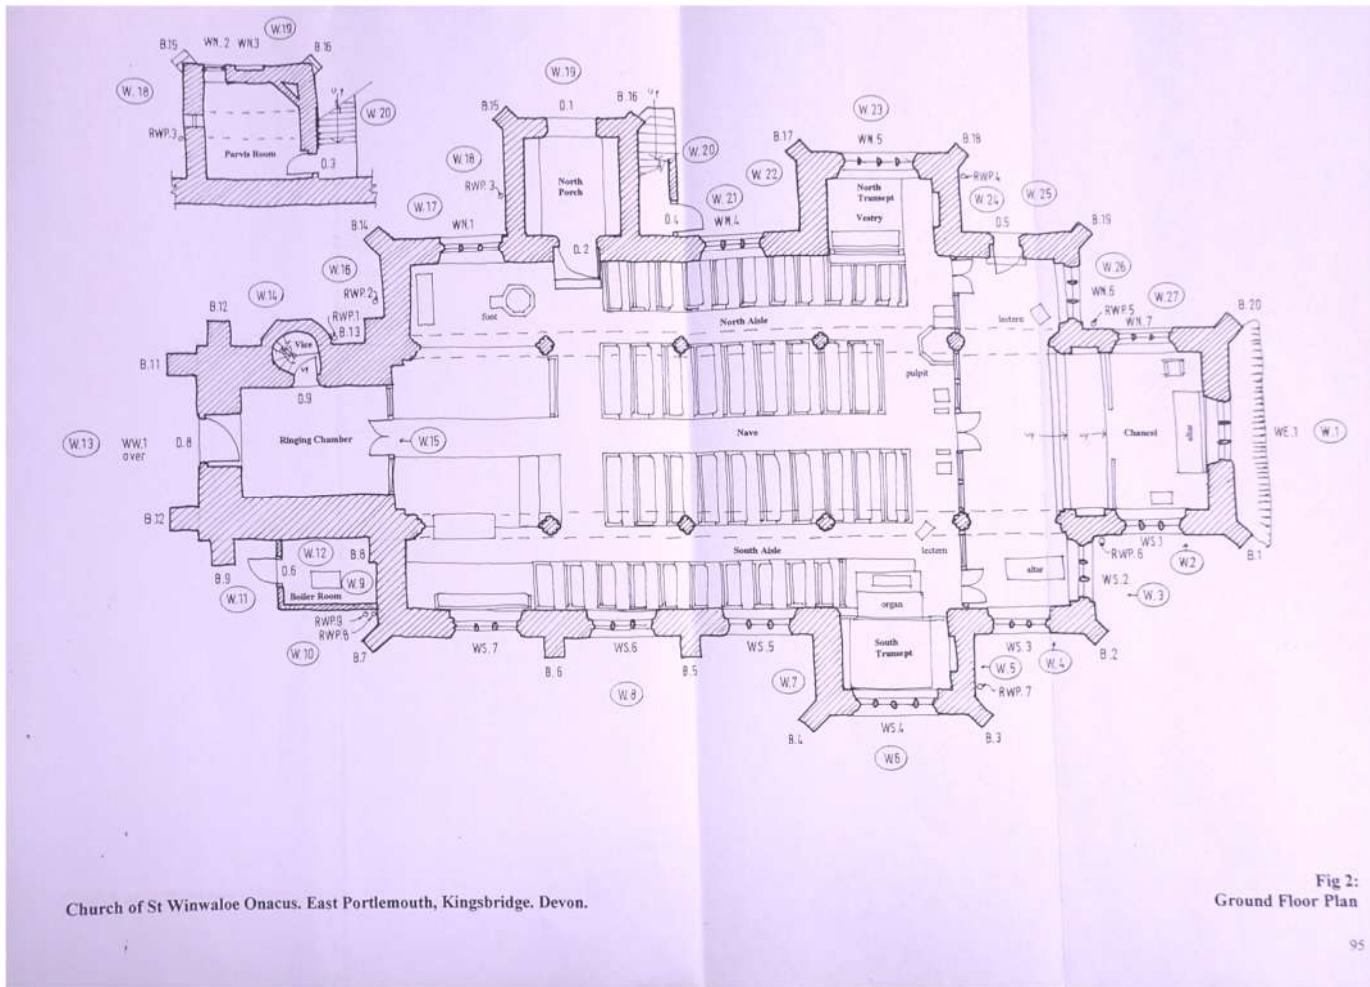 W.19
B.15
WN.2
WN.3
B.16
W.18
W.20
RWP.3
Parvis Room
D.3
up
W.19
B.15
D.1
B.16
up
W.23
WN.5
B.17
B.18
W.18
RWP.3
North
Porch
W.20
W.22
North
Transept
Vestry
RWP.4
W.24
W.25
D.5
B.19
W.17
WN.1
B.14
D.2
D.4
W.21
WN.4
W.16
RWP.2
W.14
RWP.1
B.13
B.12
Vice
up
D.9
B.11
font
North Aisle
lectern
W.26
WN.6
RWP.5
W.27
WN.7
B.20
pulpit
W.13
WW.1
over
D.8
Ringing Chamber
W.15
Nave
up
up
Chancel
altar
WE.1
W.1
B.12
W.12
B.8
D.6
W.9
Boiler Room
B.9
W.11
RWP.9
RWP.8
W.10
B.7
South Aisle
lectern
altar
WS.1
RWP.6
W2
B.1
WS.2
W.3
organ
South
Transept
WS.7
B.6
WS.6
W.8
B.5
WS.5
W.7
B.4
WS.4
W6
B.3
W.5
RWP.7
WS.3
W.4
B.2
Church of St Winwaloe Onacus. East Portlemouth, Kingsbridge. Devon.
Fig 2:
Ground Floor Plan
95